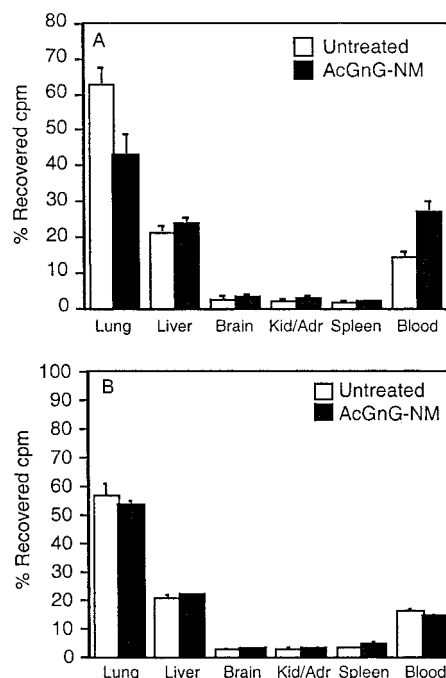 A
Untreated
AcGnG-NM
% Recovered cpm
80
70
60
50
40
30
20
10
0
Lung Liver Brain Kid/Adr Spleen Blood
B
Untreated
AcGnG-NM
% Recovered cpm
100
90
80
70
60
50
40
30
20
10
0
Lung Liver Brain Kid/Adr Spleen Blood